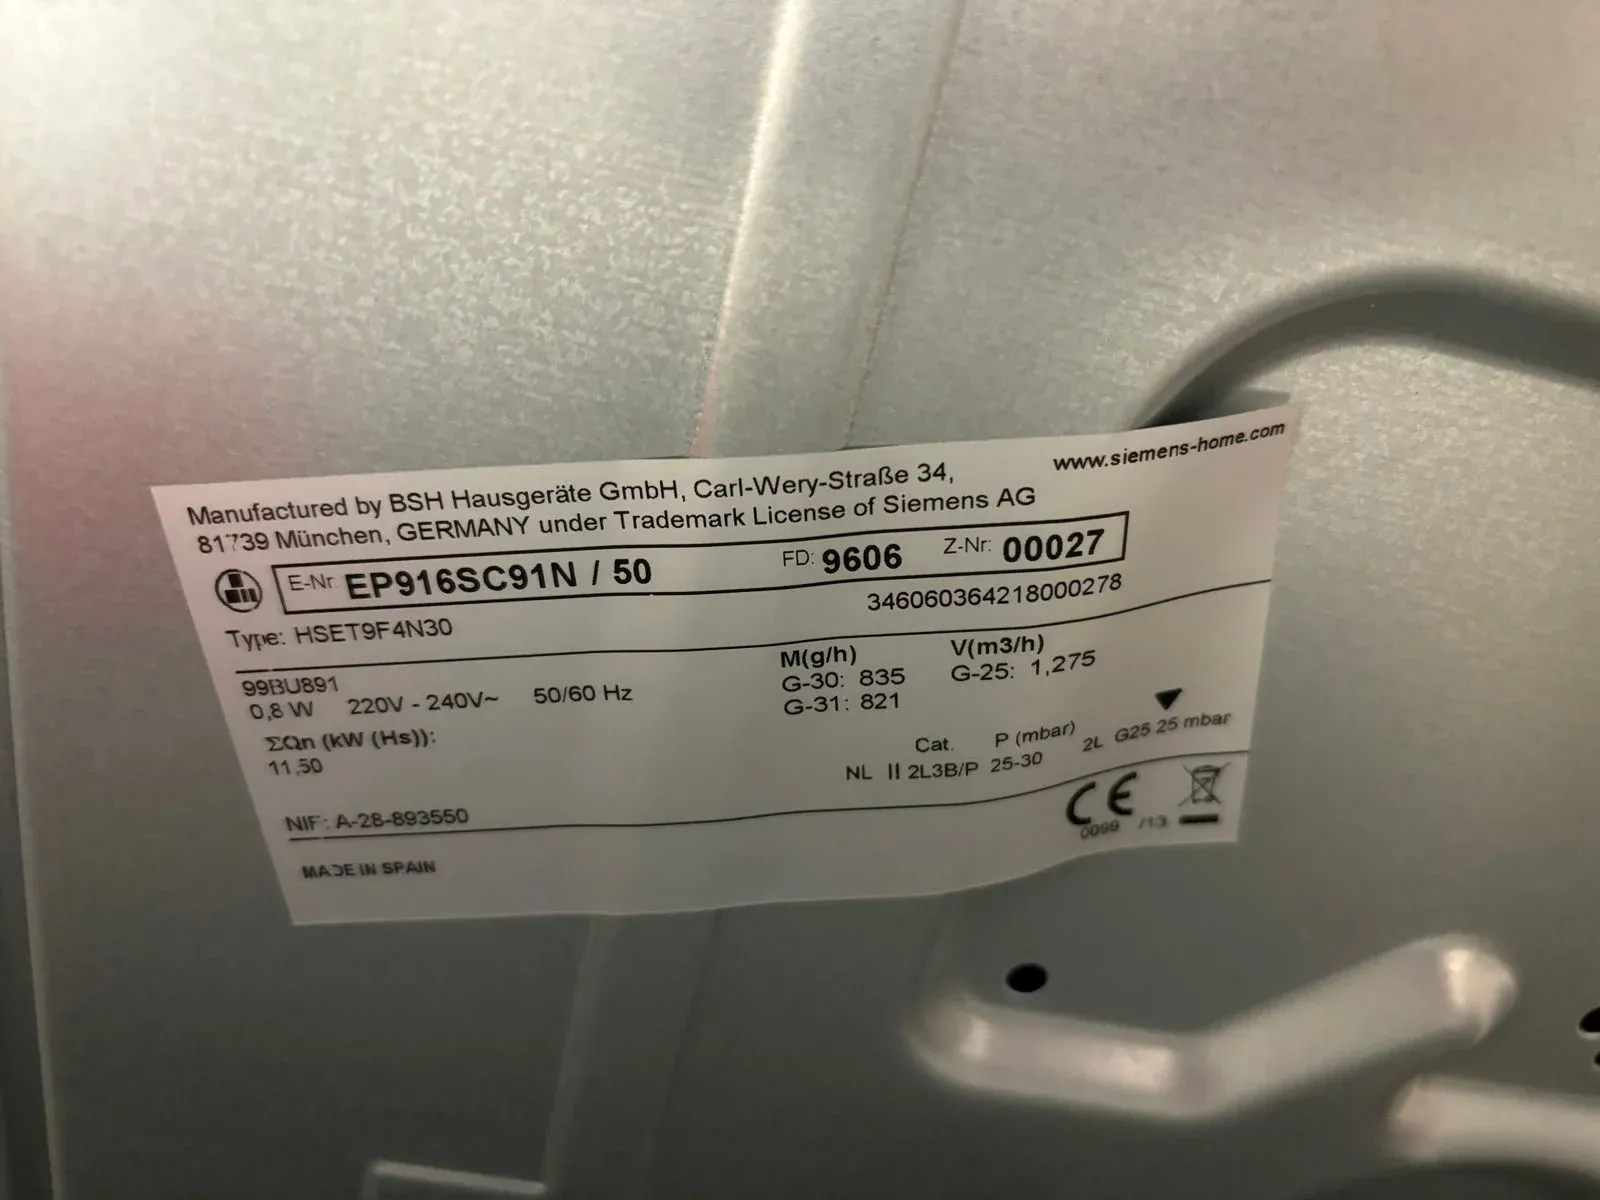 www.siemens-home.com
Manufactured by BSH Hausgeräte GmbH, Carl-Wery-Straße 34,
81739 München, GERMANY under Trademark License of Siemens AG
E-Nr. EP916SC91N / 50 FD: 9606 Z-Nr: 00027
346060364218000278
Type: HSET9F4N30
99BU891
0,8 W 220V - 240V~ 50/60 Hz
M(g/h) V(m3/h)
G-30: 835 G-25: 1,275
G-31: 821
ΣQn (kW (Hs)):
11,50
Cat. P (mbar) 2L G25 25 mbar
NL II 2L3B/P 25-30
NIF: A-28-893550
CE
0099 /13
MADE IN SPAIN